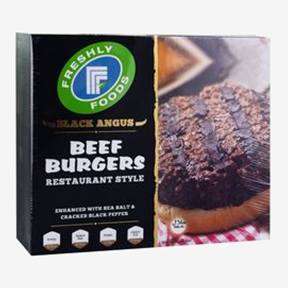 FRESHLY
FOODS
BLACK ANGUS
BEEF
BURGERS
RESTAURANT STYLE
ENHANCED WITH SEA SALT &
CRACKED BLACK PEPPER